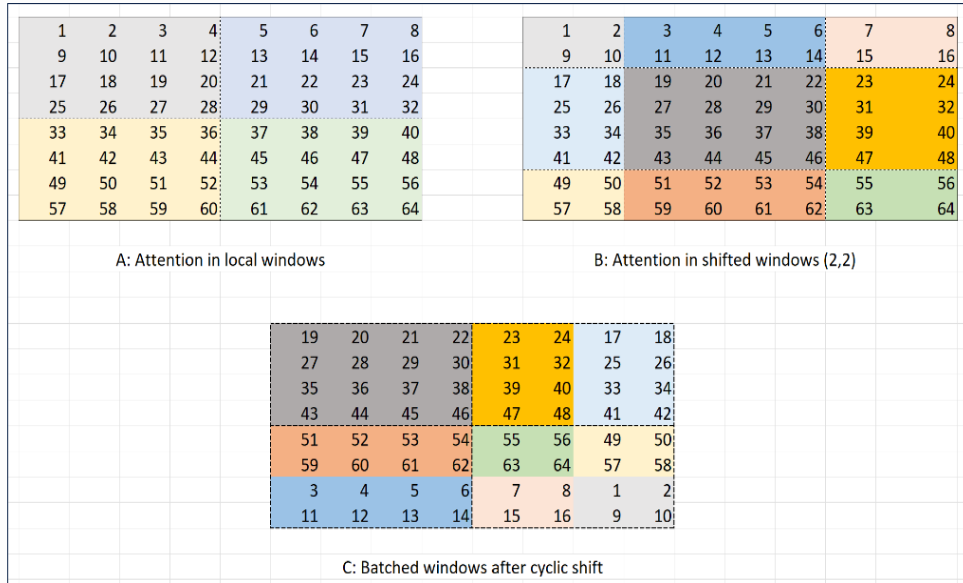 1 2 3 4 5 6 7 8
9 10 11 12 13 14 15 16
17 18 19 20 21 22 23 24
25 26 27 28 29 30 31 32
33 34 35 36 37 38 39 40
41 42 43 44 45 46 47 48
49 50 51 52 53 54 55 56
57 58 59 60 61 62 63 64
A: Attention in local windows
1 2 3 4 5 6 7 8
9 10 11 12 13 14 15 16
17 18 19 20 21 22 23 24
25 26 27 28 29 30 31 32
33 34 35 36 37 38 39 40
41 42 43 44 45 46 47 48
49 50 51 52 53 54 55 56
57 58 59 60 61 62 63 64
B: Attention in shifted windows (2,2)
19 20 21 22 23 24 17 18
27 28 29 30 31 32 25 26
35 36 37 38 39 40 33 34
43 44 45 46 47 48 41 42
51 52 53 54 55 56 49 50
59 60 61 62 63 64 57 58
3 4 5 6 7 8 1 2
11 12 13 14 15 16 9 10
C: Batched windows after cyclic shift